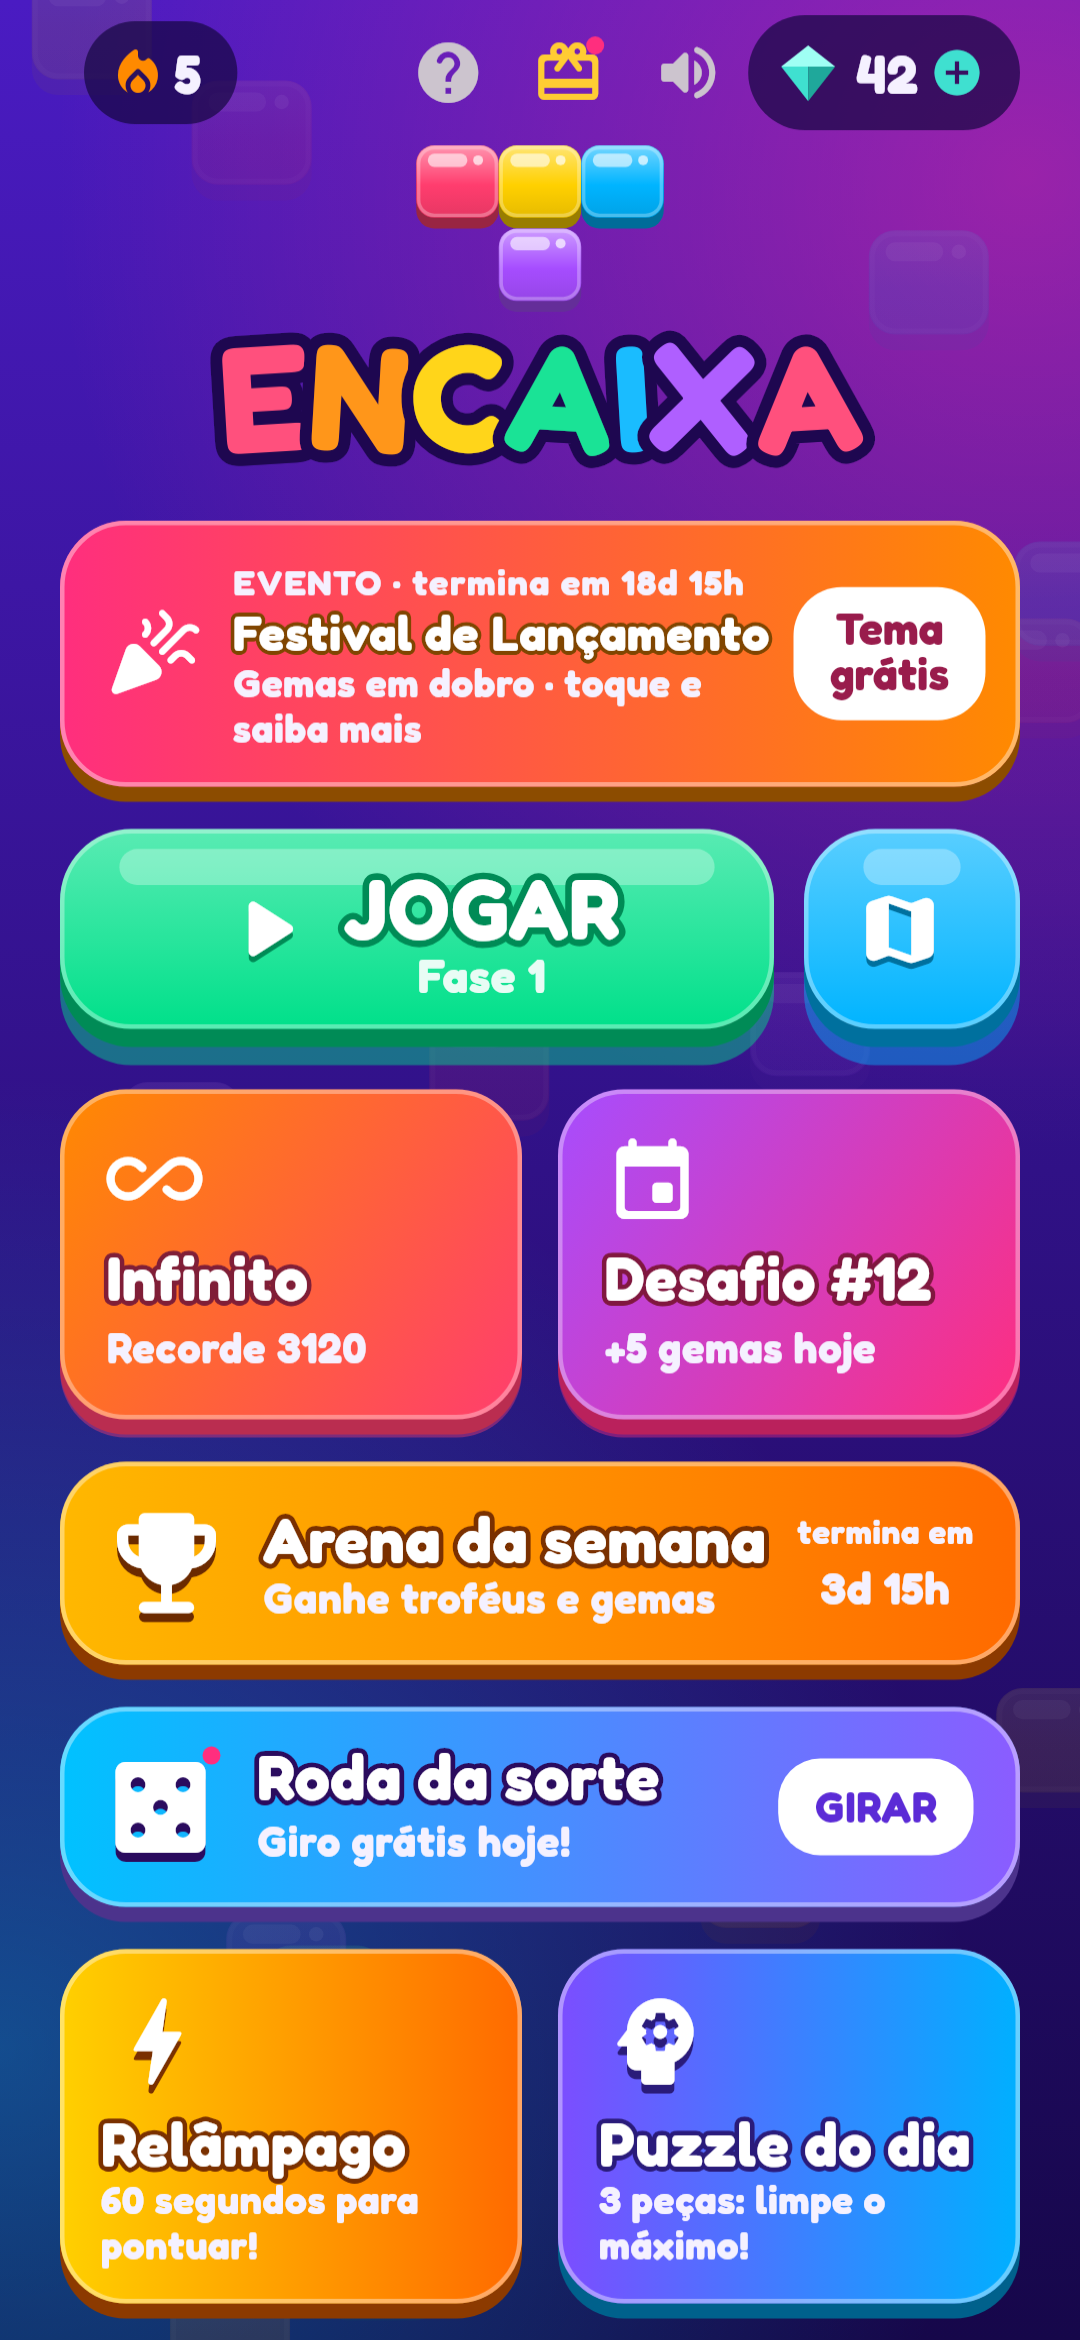 5
42
ENCAIXA
EVENTO · termina em 18d 15h
Festival de Lançamento
Gemas em dobro · toque e
saiba mais
Tema
grátis
JOGAR
Fase 1
Infinito
Recorde 3120
Desafio #12
+5 gemas hoje
Arena da semana
Ganhe troféus e gemas
termina em
3d 15h
Roda da sorte
Giro grátis hoje!
GIRAR
Relâmpago
60 segundos para
pontuar!
Puzzle do dia
3 peças: limpe o
máximo!